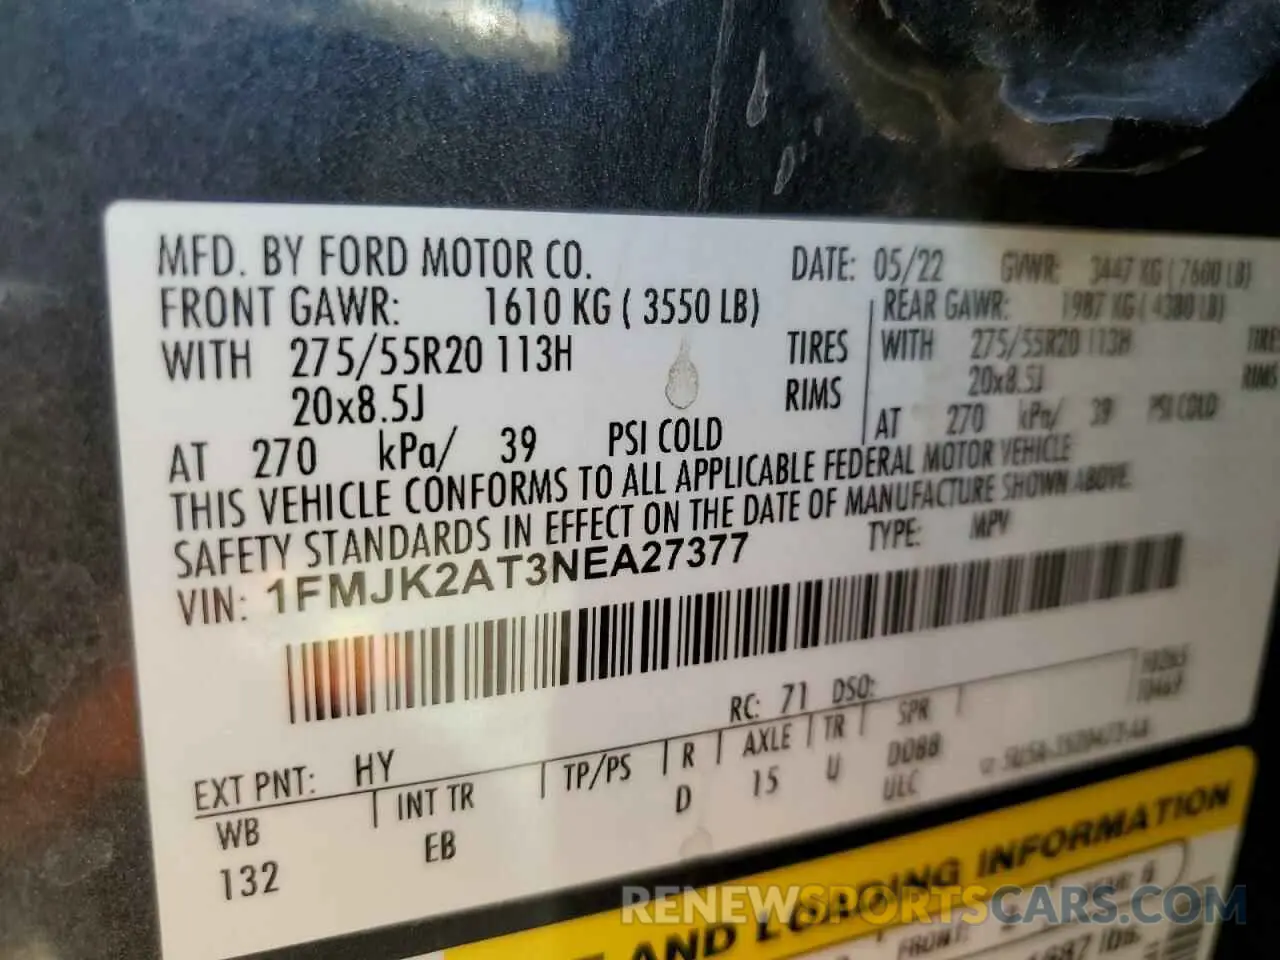 MFD. BY FORD MOTOR CO. DATE: 05/22 GVWR: 3447 KG ( 7600 LB)
FRONT GAWR: 1610 KG ( 3550 LB) REAR GAWR: 1987 KG ( 4380 LB)
WITH 275/55R20 113H TIRES WITH 275/55R20 113H TIRES
20x8.5J RIMS 20x8.5J RIMS
AT 270 kPa/ 39 PSI COLD AT 270 kPa/ 39 PSI COLD
THIS VEHICLE CONFORMS TO ALL APPLICABLE FEDERAL MOTOR VEHICLE
SAFETY STANDARDS IN EFFECT ON THE DATE OF MANUFACTURE SHOWN ABOVE.
VIN: 1FMJK2AT3NEA27377 TYPE: MPV
EXT PNT: HY RC: 71 DSO:
WB INT TR TP/PS R AXLE TR SPR
132 EB D 15 U D088
ULC
AND LOADING INFORMATION
FRONT:
RENEWSPORTSCARS.COM